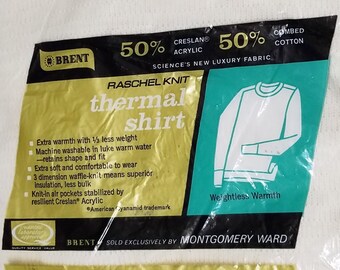 BRENT
50% CRESLAN® ACRYLIC 50% COMBED COTTON
SCIENCE'S NEW LUXURY FABRIC
RASCHEL KNIT
thermal
shirt
• Extra warmth with ⅓ less weight
• Machine washable in luke warm water
—retains shape and fit
• Extra soft and comfortable to wear
• 3 dimension waffle-knit means superior
insulation, less bulk
• Knit-in air pockets stabilized by
resilient Creslan® Acrylic
®American Cyanamid trademark
Weightless Warmth
BRENT SOLD EXCLUSIVELY BY MONTGOMERY WARD